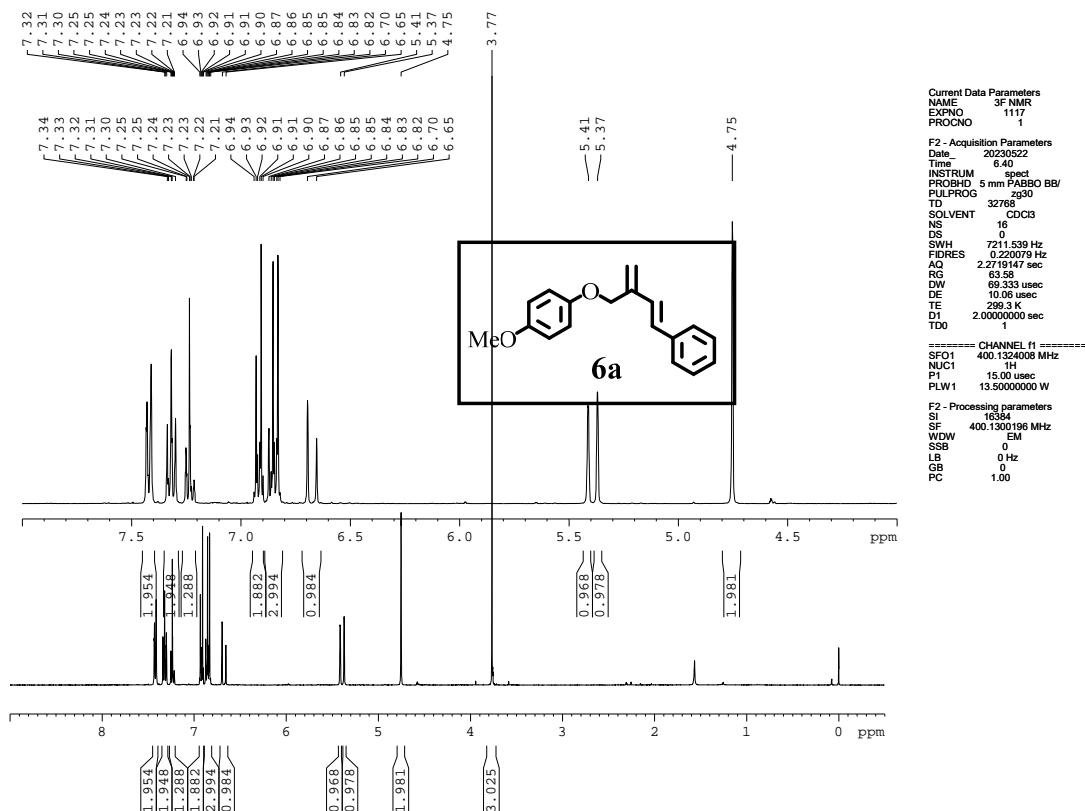 7.32 7.31 7.30 7.25 7.25 7.24 7.23 7.23 7.22 7.21 6.94 6.93 6.92 6.91 6.91 6.90 6.87 6.86 6.85 6.85 6.84 6.83 6.82 6.70 6.65 5.41 5.37 4.75 3.77
7.34 7.33 7.32 7.31 7.30 7.25 7.25 7.24 7.23 7.23 7.22 7.21 6.94 6.93 6.92 6.91 6.91 6.90 6.87 6.86 6.85 6.85 6.84 6.83 6.82 6.70 6.65 5.41 5.37 4.75
O
MeO
6a
7.5 7.0 6.5 6.0 5.5 5.0 4.5 ppm
1.954 1.948 1.288 1.882 2.994 0.984 0.968 0.978 1.981
8 7 6 5 4 3 2 1 0 ppm
1.954 1.948 1.288 1.882 2.994 0.984 0.968 0.978 1.981 3.025
Current Data Parameters
NAME 3F NMR
EXPNO 1117
PROCNO 1
F2 - Acquisition Parameters
Date_ 20230522
Time 6.40
INSTRUM spect
PROBHD 5 mm PABBO BB/
PULPROG zg30
TD 32768
SOLVENT CDCl3
NS 16
DS 0
SWH 7211.539 Hz
FIDRES 0.220079 Hz
AQ 2.2719147 sec
RG 63.58
DW 69.333 usec
DE 10.06 usec
TE 299.3 K
D1 2.00000000 sec
TD0 1
======== CHANNEL f1 ========
SFO1 400.1324008 MHz
NUC1 1H
P1 15.00 usec
PLW1 13.50000000 W
F2 - Processing parameters
SI 16384
SF 400.1300196 MHz
WDW EM
SSB 0
LB 0 Hz
GB 0
PC 1.00